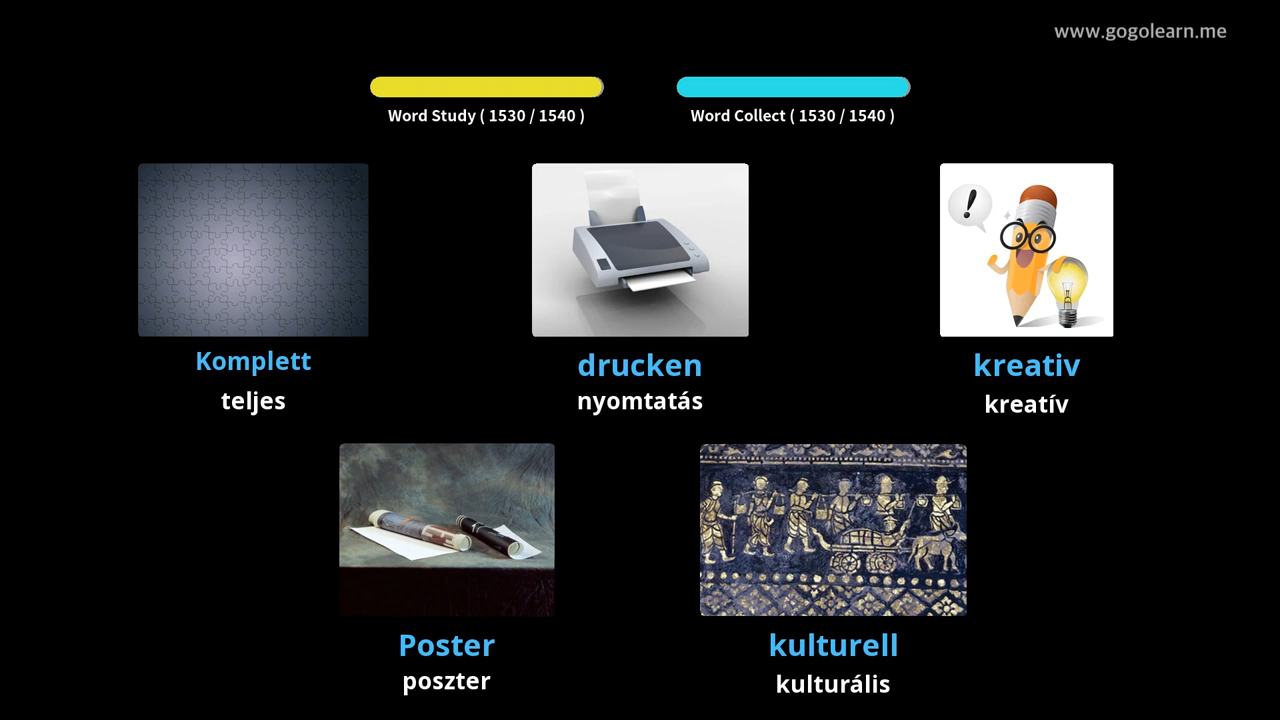 www.gogolearn.me
Word Study ( 1530 / 1540 )
Word Collect ( 1530 / 1540 )
Komplett
teljes
drucken
nyomtatás
kreativ
kreatív
Poster
poszter
kulturell
kulturális